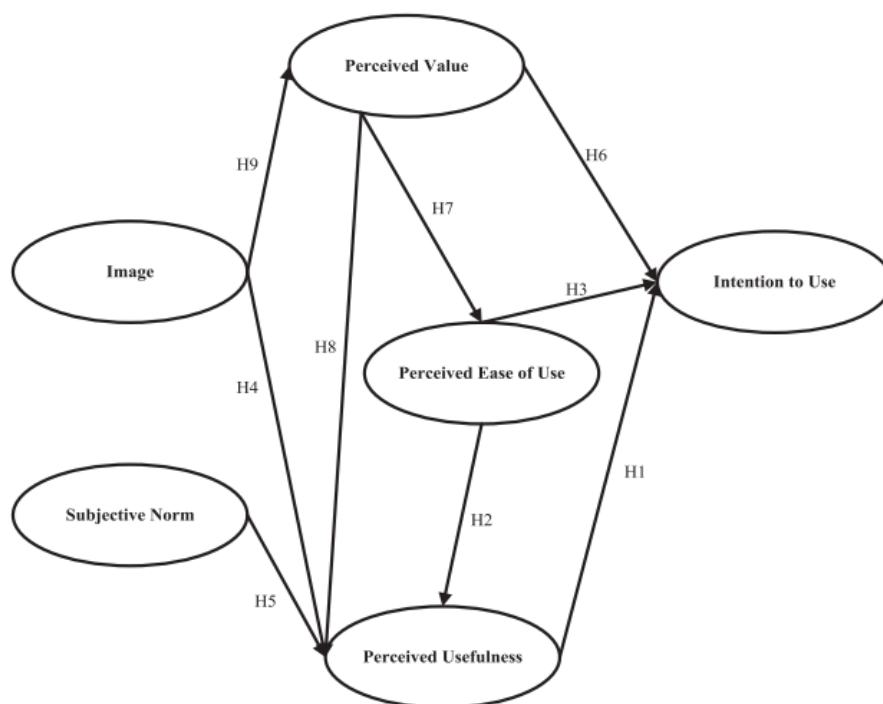 Perceived Value
H9
H6
H7
Image
Intention to Use
H3
H8
Perceived Ease of Use
H4
H1
Subjective Norm
H2
H5
Perceived Usefulness